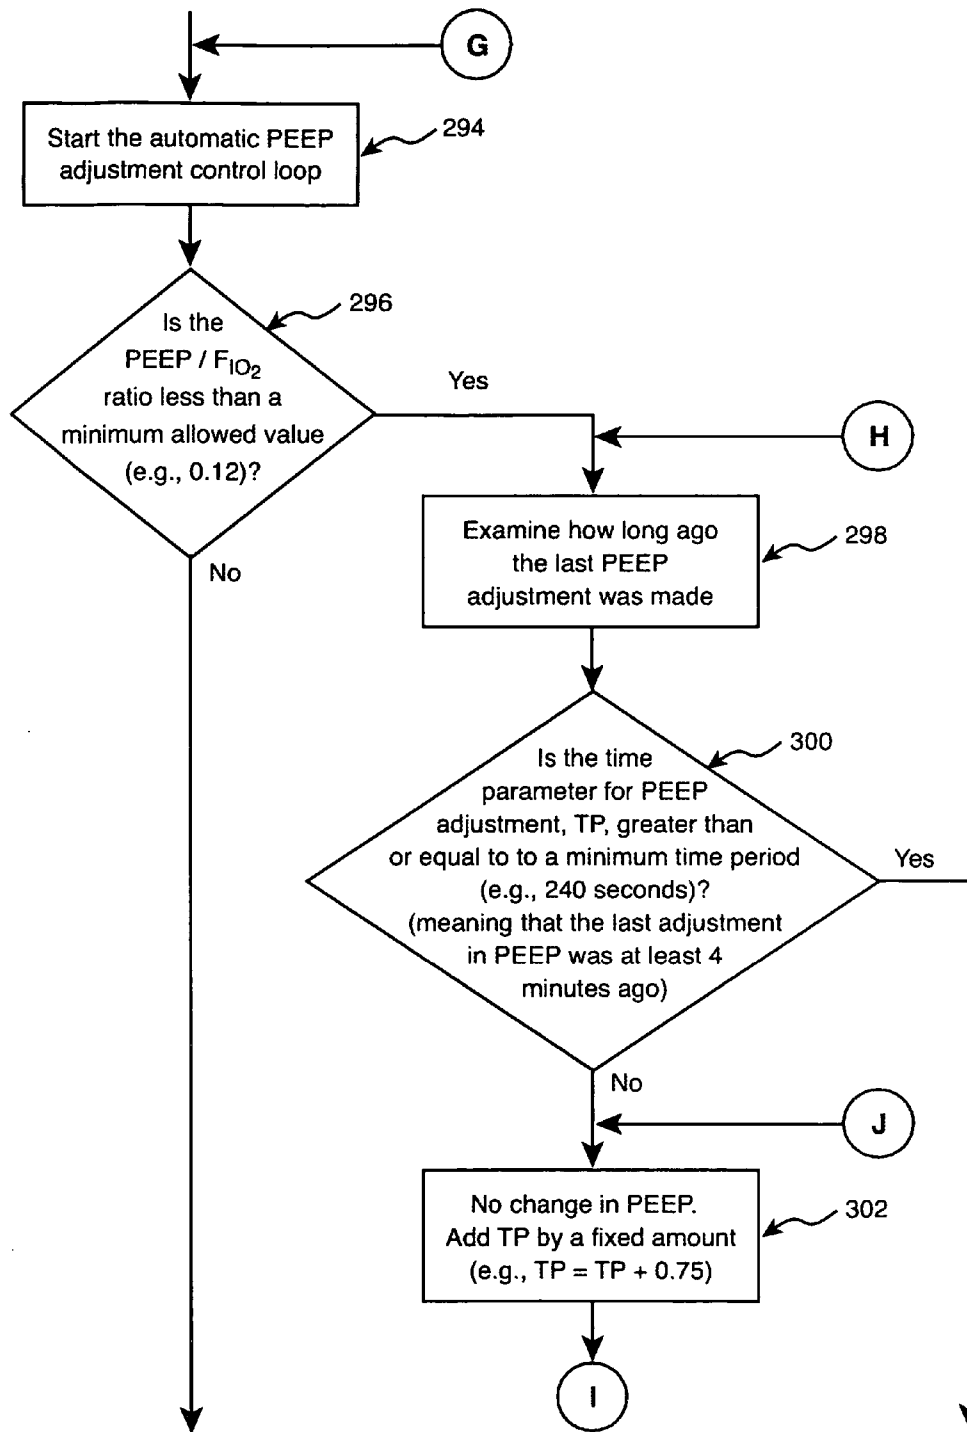 G
Start the automatic PEEP
adjustment control loop
294
296
Is the
PEEP / FIO2
ratio less than a
minimum allowed value
(e.g., 0.12)?
Yes
No
H
Examine how long ago
the last PEEP
adjustment was made
298
300
Is the time
parameter for PEEP
adjustment, TP, greater than
or equal to to a minimum time period
(e.g., 240 seconds)?
(meaning that the last adjustment
in PEEP was at least 4
minutes ago)
Yes
No
J
No change in PEEP.
Add TP by a fixed amount
(e.g., TP = TP + 0.75)
302
I